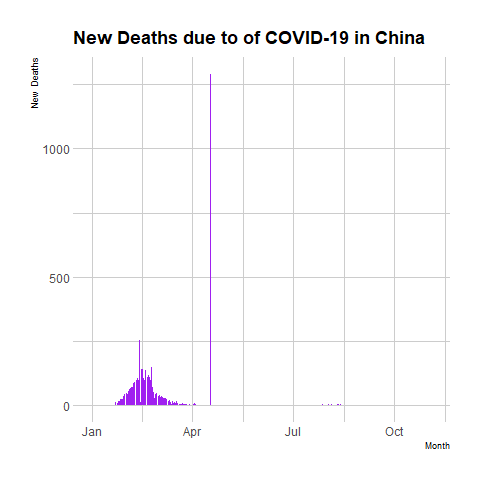 New Deaths due to of COVID-19 in China
New Deaths
1000
500
0
Jan Apr Jul Oct
Month